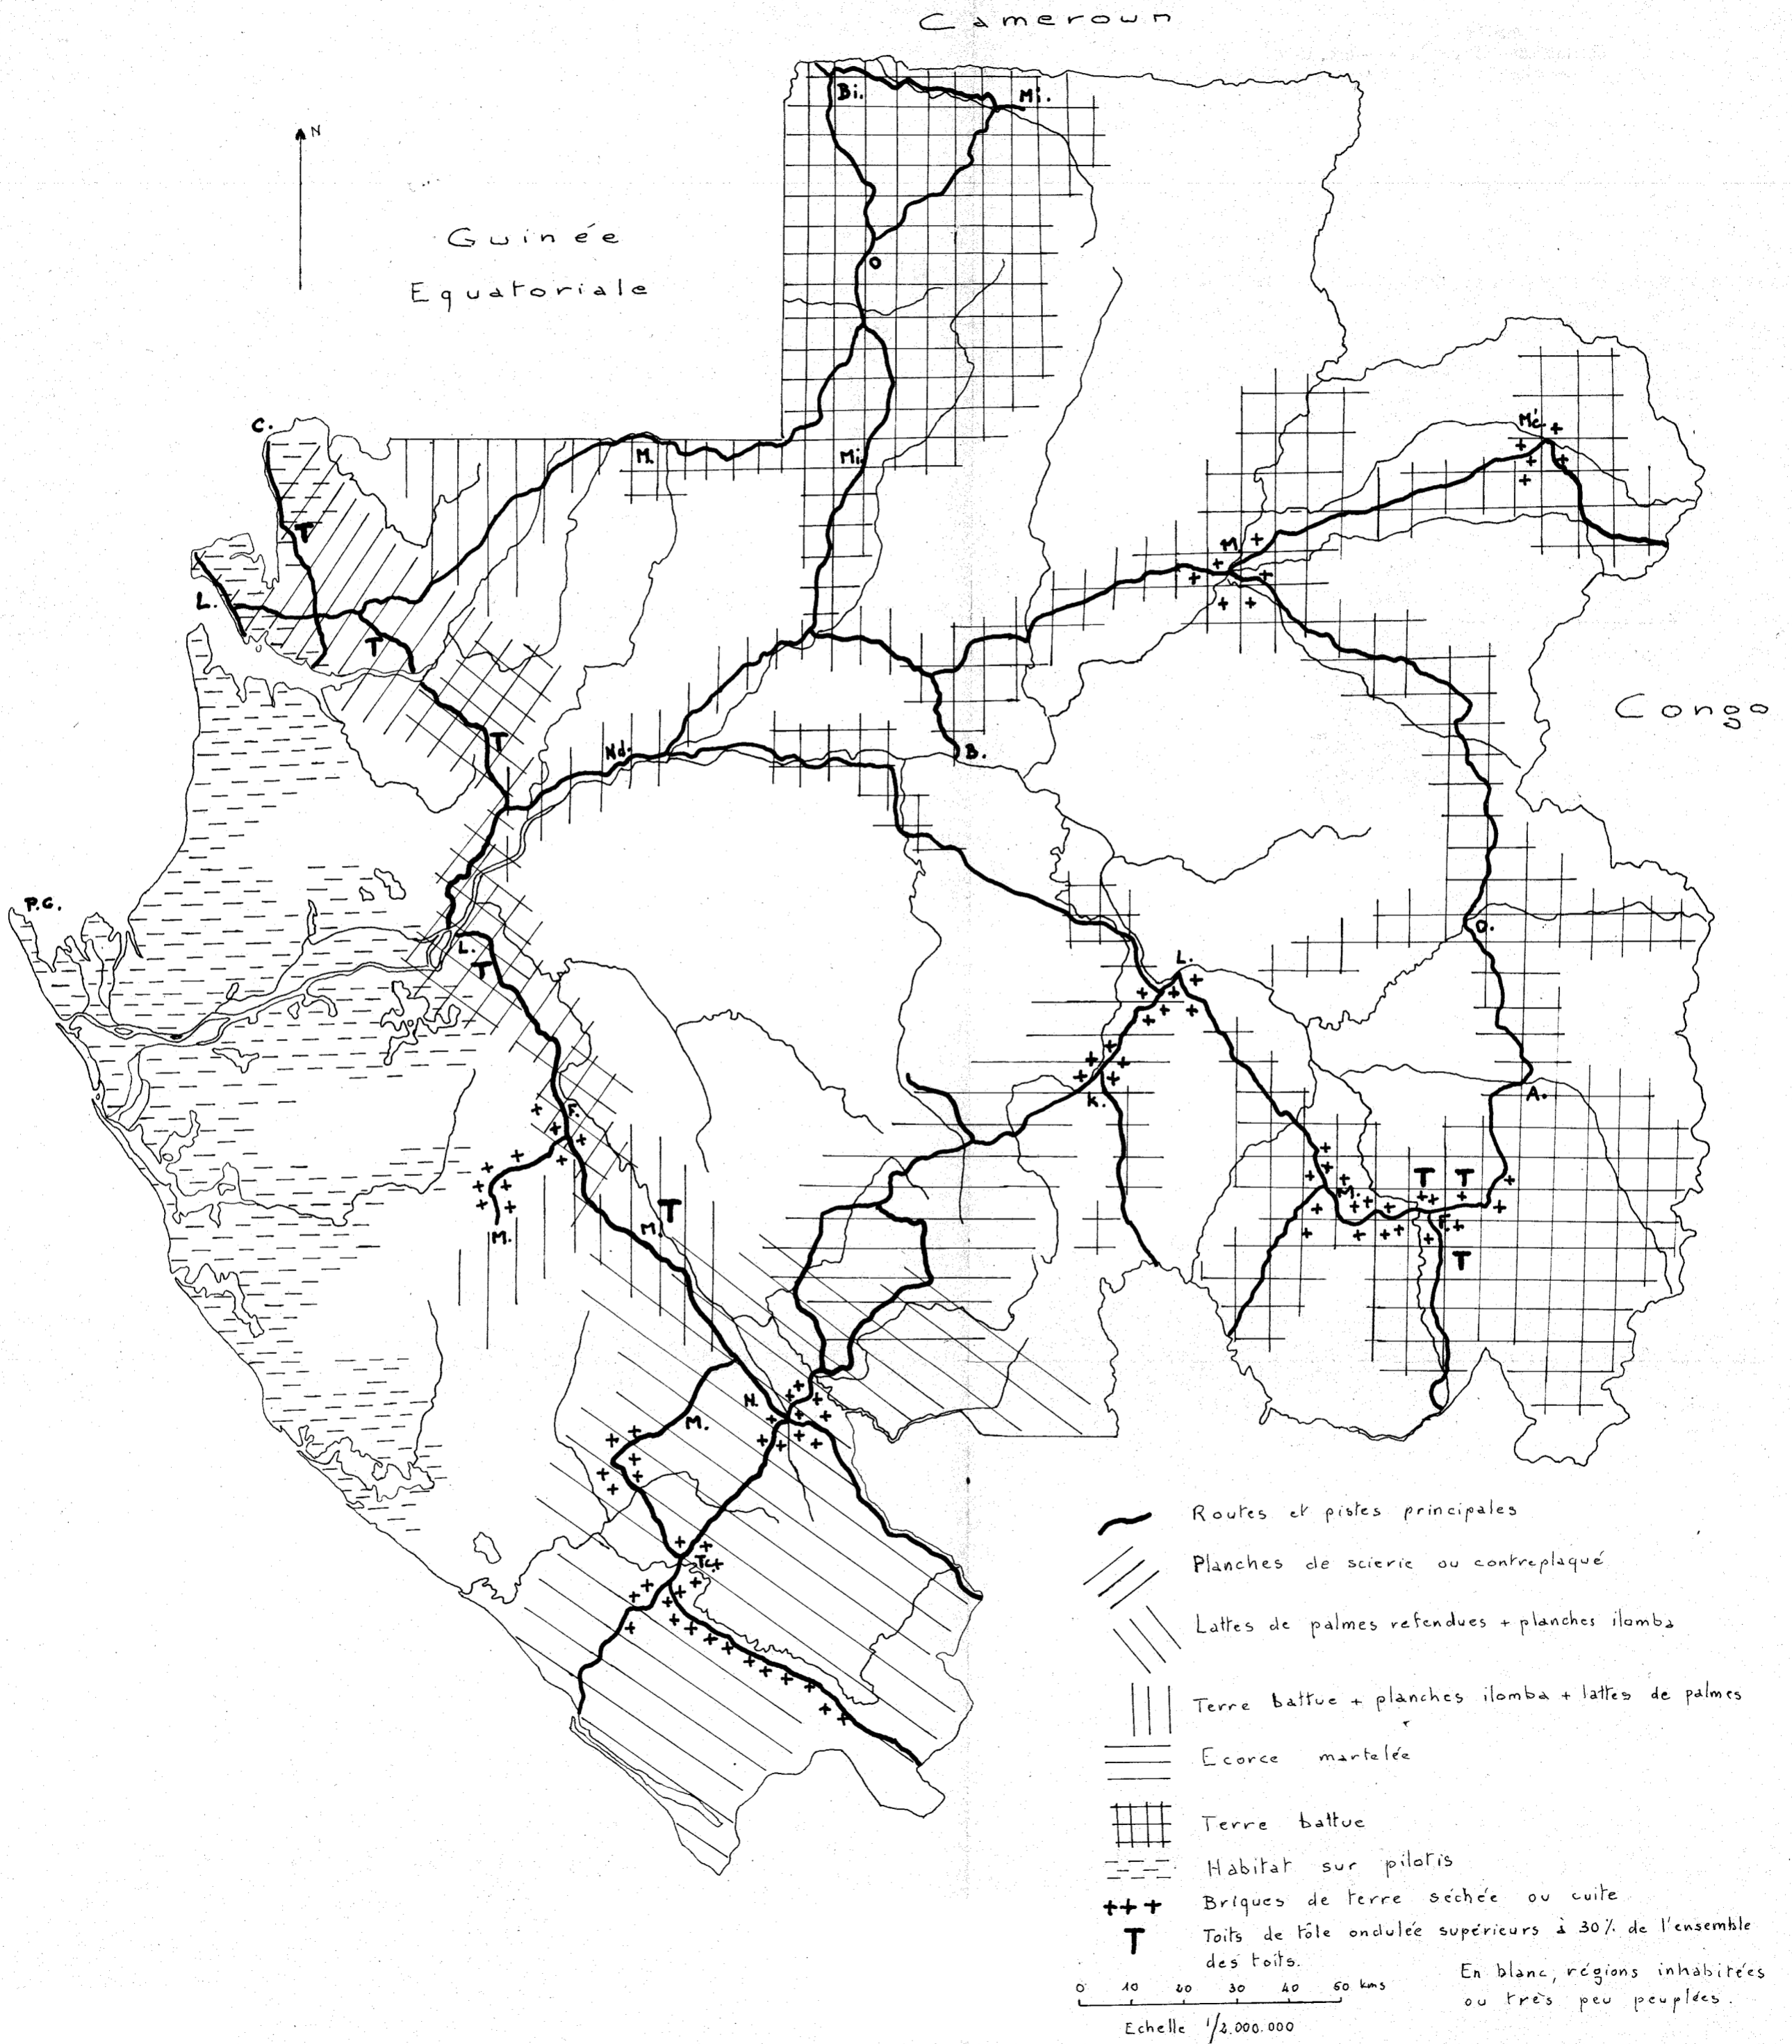 Cameroun
N
Bi.
Mi.
Guinée
Equatoriale
O
C.
M.
Mi.
Mé.
T
M.
L.
T
Congo
T
Nd.
B.
P.G.
L.
T
O.
L.
K.
A.
F.
T
T
M.
M.
M.
T
F.
T
N.
M.
Tch.
Routes et pistes principales
Planches de scierie ou contreplaqué
Lattes de palmes refendues + planches ilomba
Terre battue + planches ilomba + lattes de palmes
Ecorce martelée
Terre battue
Habitat sur pilotis
+++ Briques de terre séchée ou cuite
T Toits de tôle ondulée supérieurs à 30% de l'ensemble
des toits.
En blanc, régions inhabitées
ou très peu peuplées.
0 10 20 30 40 50 kms
Echelle 1/2.000.000